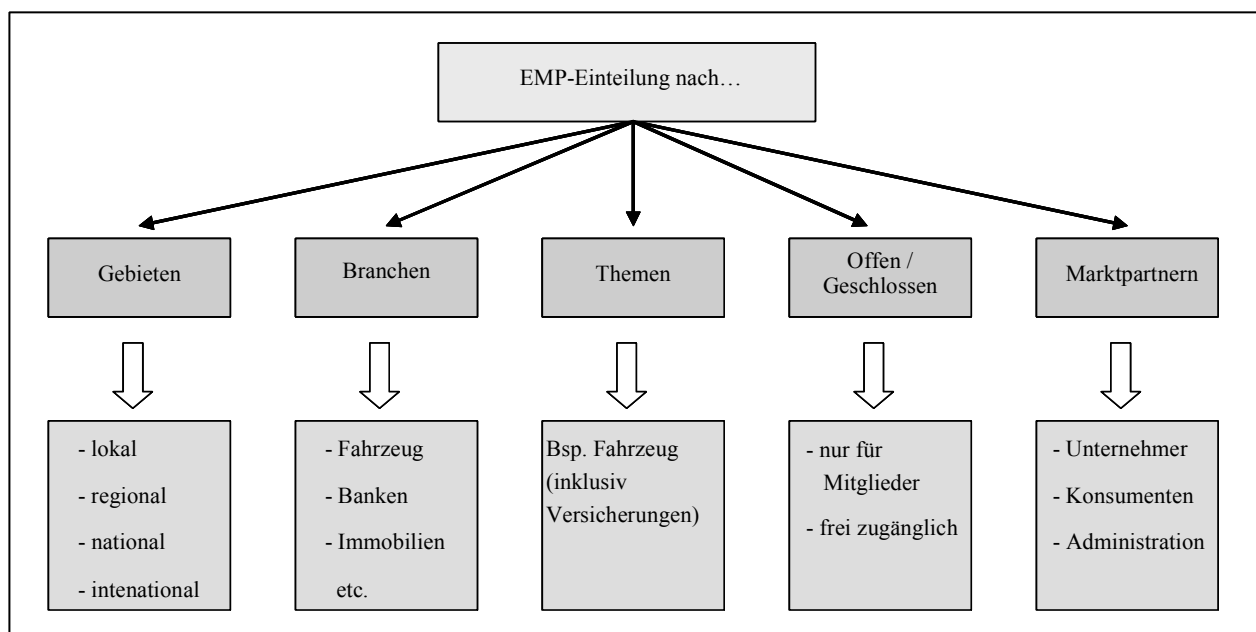 EMP-Einteilung nach…
Gebieten
Branchen
Themen
Offen /
Geschlossen
Marktpartnern
- lokal
- regional
- national
- intenational
- Fahrzeug
- Banken
- Immobilien
etc.
Bsp. Fahrzeug
(inklusiv
Versicherungen)
- nur für
Mitglieder
- frei zugänglich
- Unternehmer
- Konsumenten
- Administration